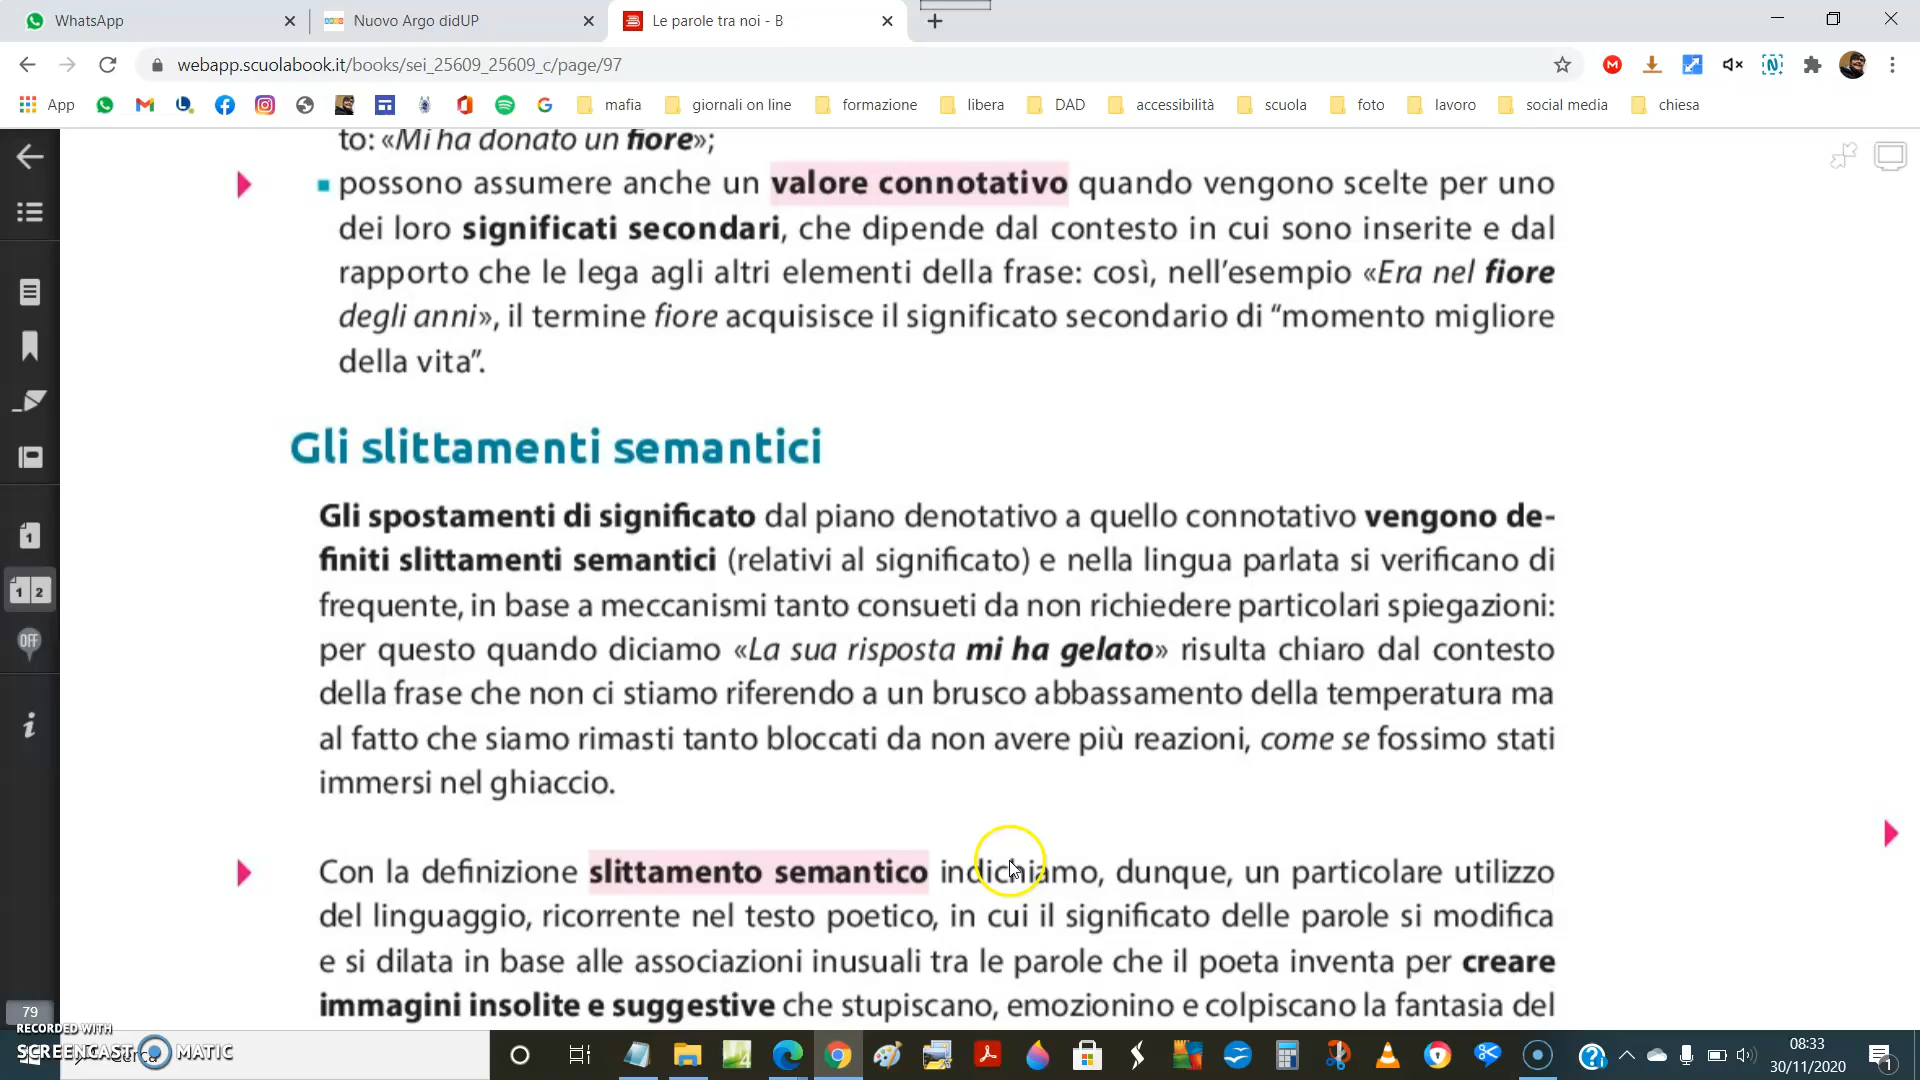 WhatsApp
Nuovo Argo didUP
Le parole tra noi - B
webapp.scuolabook.it/books/sei_25609_25609_c/page/97
App mafia giornali on line formazione libera DAD accessibilità scuola foto lavoro social media chiesa
to: «Mi ha donato un fiore»;
possono assumere anche un valore connotativo quando vengono scelte per uno
dei loro significati secondari, che dipende dal contesto in cui sono inserite e dal
rapporto che le lega agli altri elementi della frase: così, nell’esempio «Era nel fiore
degli anni», il termine fiore acquisisce il significato secondario di “momento migliore
della vita”.
Gli slittamenti semantici
Gli spostamenti di significato dal piano denotativo a quello connotativo vengono de-
finiti slittamenti semantici (relativi al significato) e nella lingua parlata si verificano di
frequente, in base a meccanismi tanto consueti da non richiedere particolari spiegazioni:
per questo quando diciamo «La sua risposta mi ha gelato» risulta chiaro dal contesto
della frase che non ci stiamo riferendo a un brusco abbassamento della temperatura ma
al fatto che siamo rimasti tanto bloccati da non avere più reazioni, come se fossimo stati
immersi nel ghiaccio.
Con la definizione slittamento semantico indichiamo, dunque, un particolare utilizzo
del linguaggio, ricorrente nel testo poetico, in cui il significato delle parole si modifica
e si dilata in base alle associazioni inusuali tra le parole che il poeta inventa per creare
immagini insolite e suggestive che stupiscano, emozionino e colpiscano la fantasia del
1
1 2
OFF
79
RECORDED WITH
SCREENCAST MATIC
08:33
30/11/2020
1